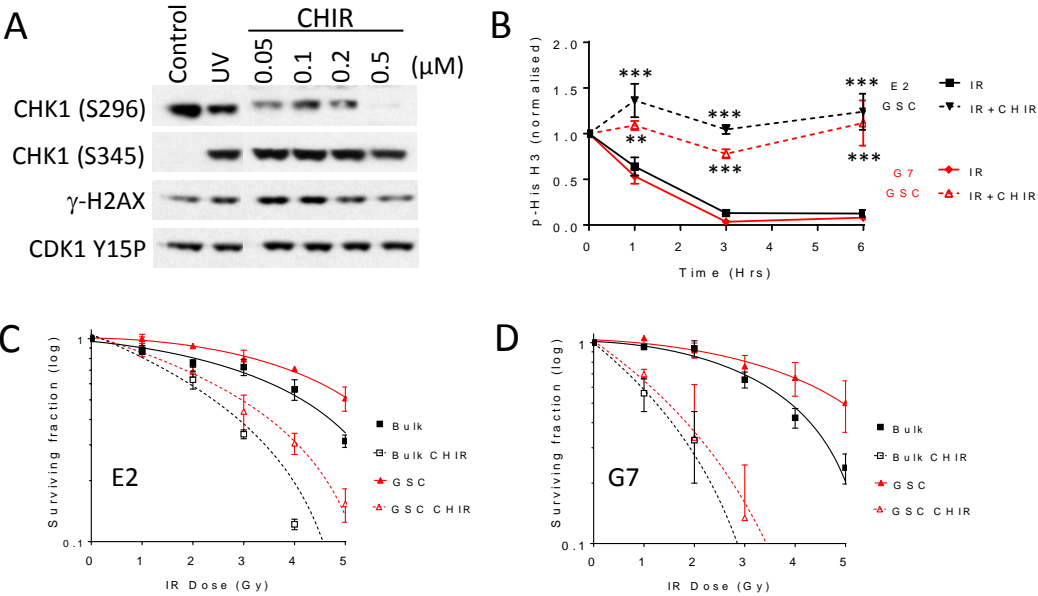 A
CHIR
Control
UV
0.05
0.1
0.2
0.5
(μM)
CHK1 (S296)
CHK1 (S345)
γ-H2AX
CDK1 Y15P
B
p-His H3 (normalised)
2.0
1.5
1.0
0.5
0.0
0 1 2 3 4 5 6
Time (Hrs)
*** *** ***
** *** ***
E2 GSC
IR
IR + CHIR
G7 GSC
IR
IR + CHIR
C
Surviving fraction (log)
1
0.1
E2
0 1 2 3 4 5
IR Dose (Gy)
Bulk
Bulk CHIR
GSC
GSC CHIR
D
Surviving fraction (log)
1
0.1
G7
0 1 2 3 4 5
IR Dose (Gy)
Bulk
Bulk CHIR
GSC
GSC CHIR